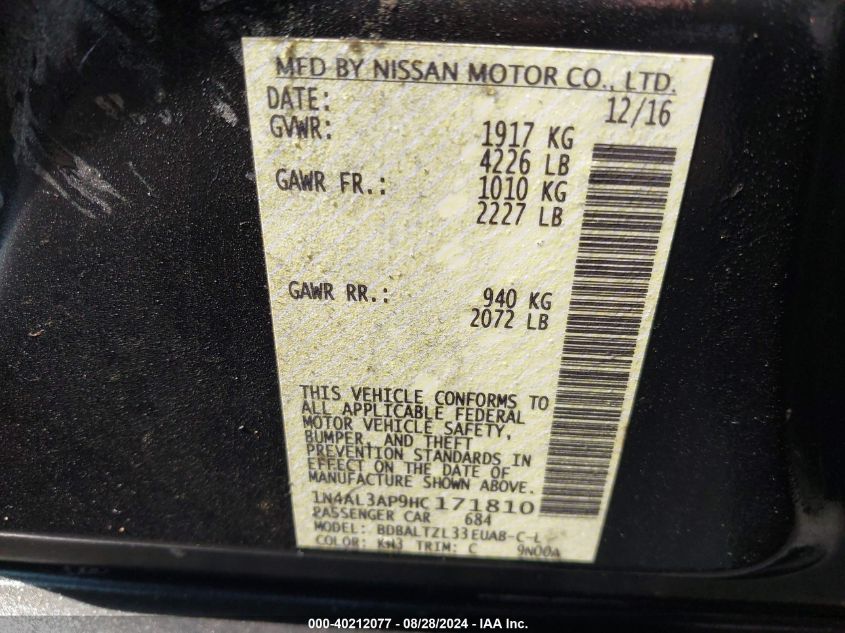 MFD BY NISSAN MOTOR CO., LTD.
DATE: 12/16
GVWR: 1917 KG
4226 LB
GAWR FR.: 1010 KG
2227 LB
GAWR RR.: 940 KG
2072 LB
THIS VEHICLE CONFORMS TO
ALL APPLICABLE FEDERAL
MOTOR VEHICLE SAFETY,
BUMPER, AND THEFT
PREVENTION STANDARDS IN
EFFECT ON THE DATE OF
MANUFACTURE SHOWN ABOVE.
1N4AL3AP9HC171810
PASSENGER CAR 684
MODEL: BDBALTZL33EUA8-C-L
COLOR: KH3 TRIM: C 9N00A
000-40212077 - 08/28/2024 - IAA Inc.